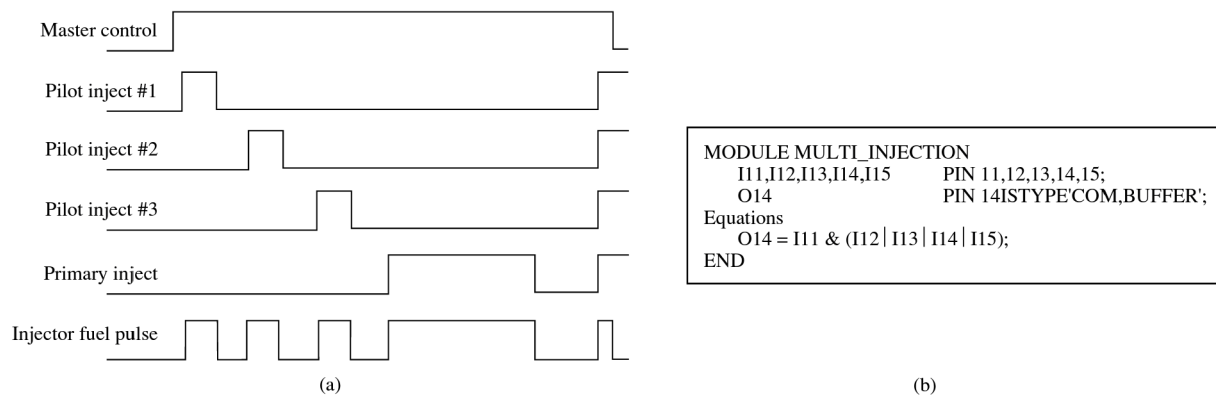 Master control
Pilot inject #1
Pilot inject #2
Pilot inject #3
Primary inject
Injector fuel pulse
(a)
MODULE MULTI_INJECTION
I11,I12,I13,I14,I15 PIN 11,12,13,14,15;
O14 PIN 14ISTYPE'COM,BUFFER';
Equations
O14 = I11 & (I12 | I13 | I14 | I15);
END
(b)